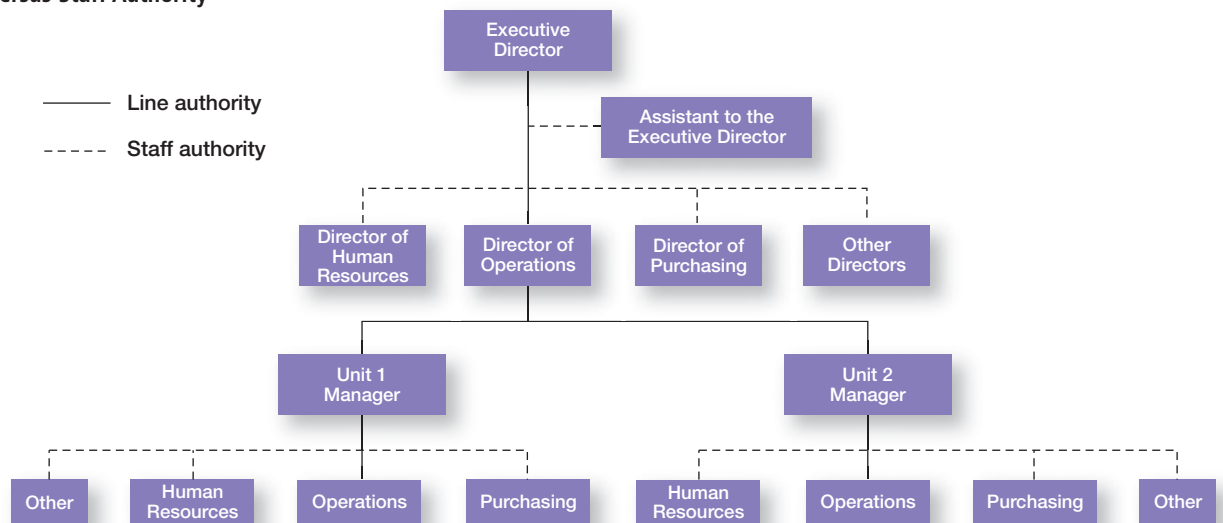 Staff Authority
Executive
Director
Line authority
Assistant to the
Executive Director
Staff authority
Director of
Human
Resources
Director of
Operations
Director of
Purchasing
Other
Directors
Unit 1
Manager
Unit 2
Manager
Other
Human
Resources
Operations
Purchasing
Human
Resources
Operations
Purchasing
Other